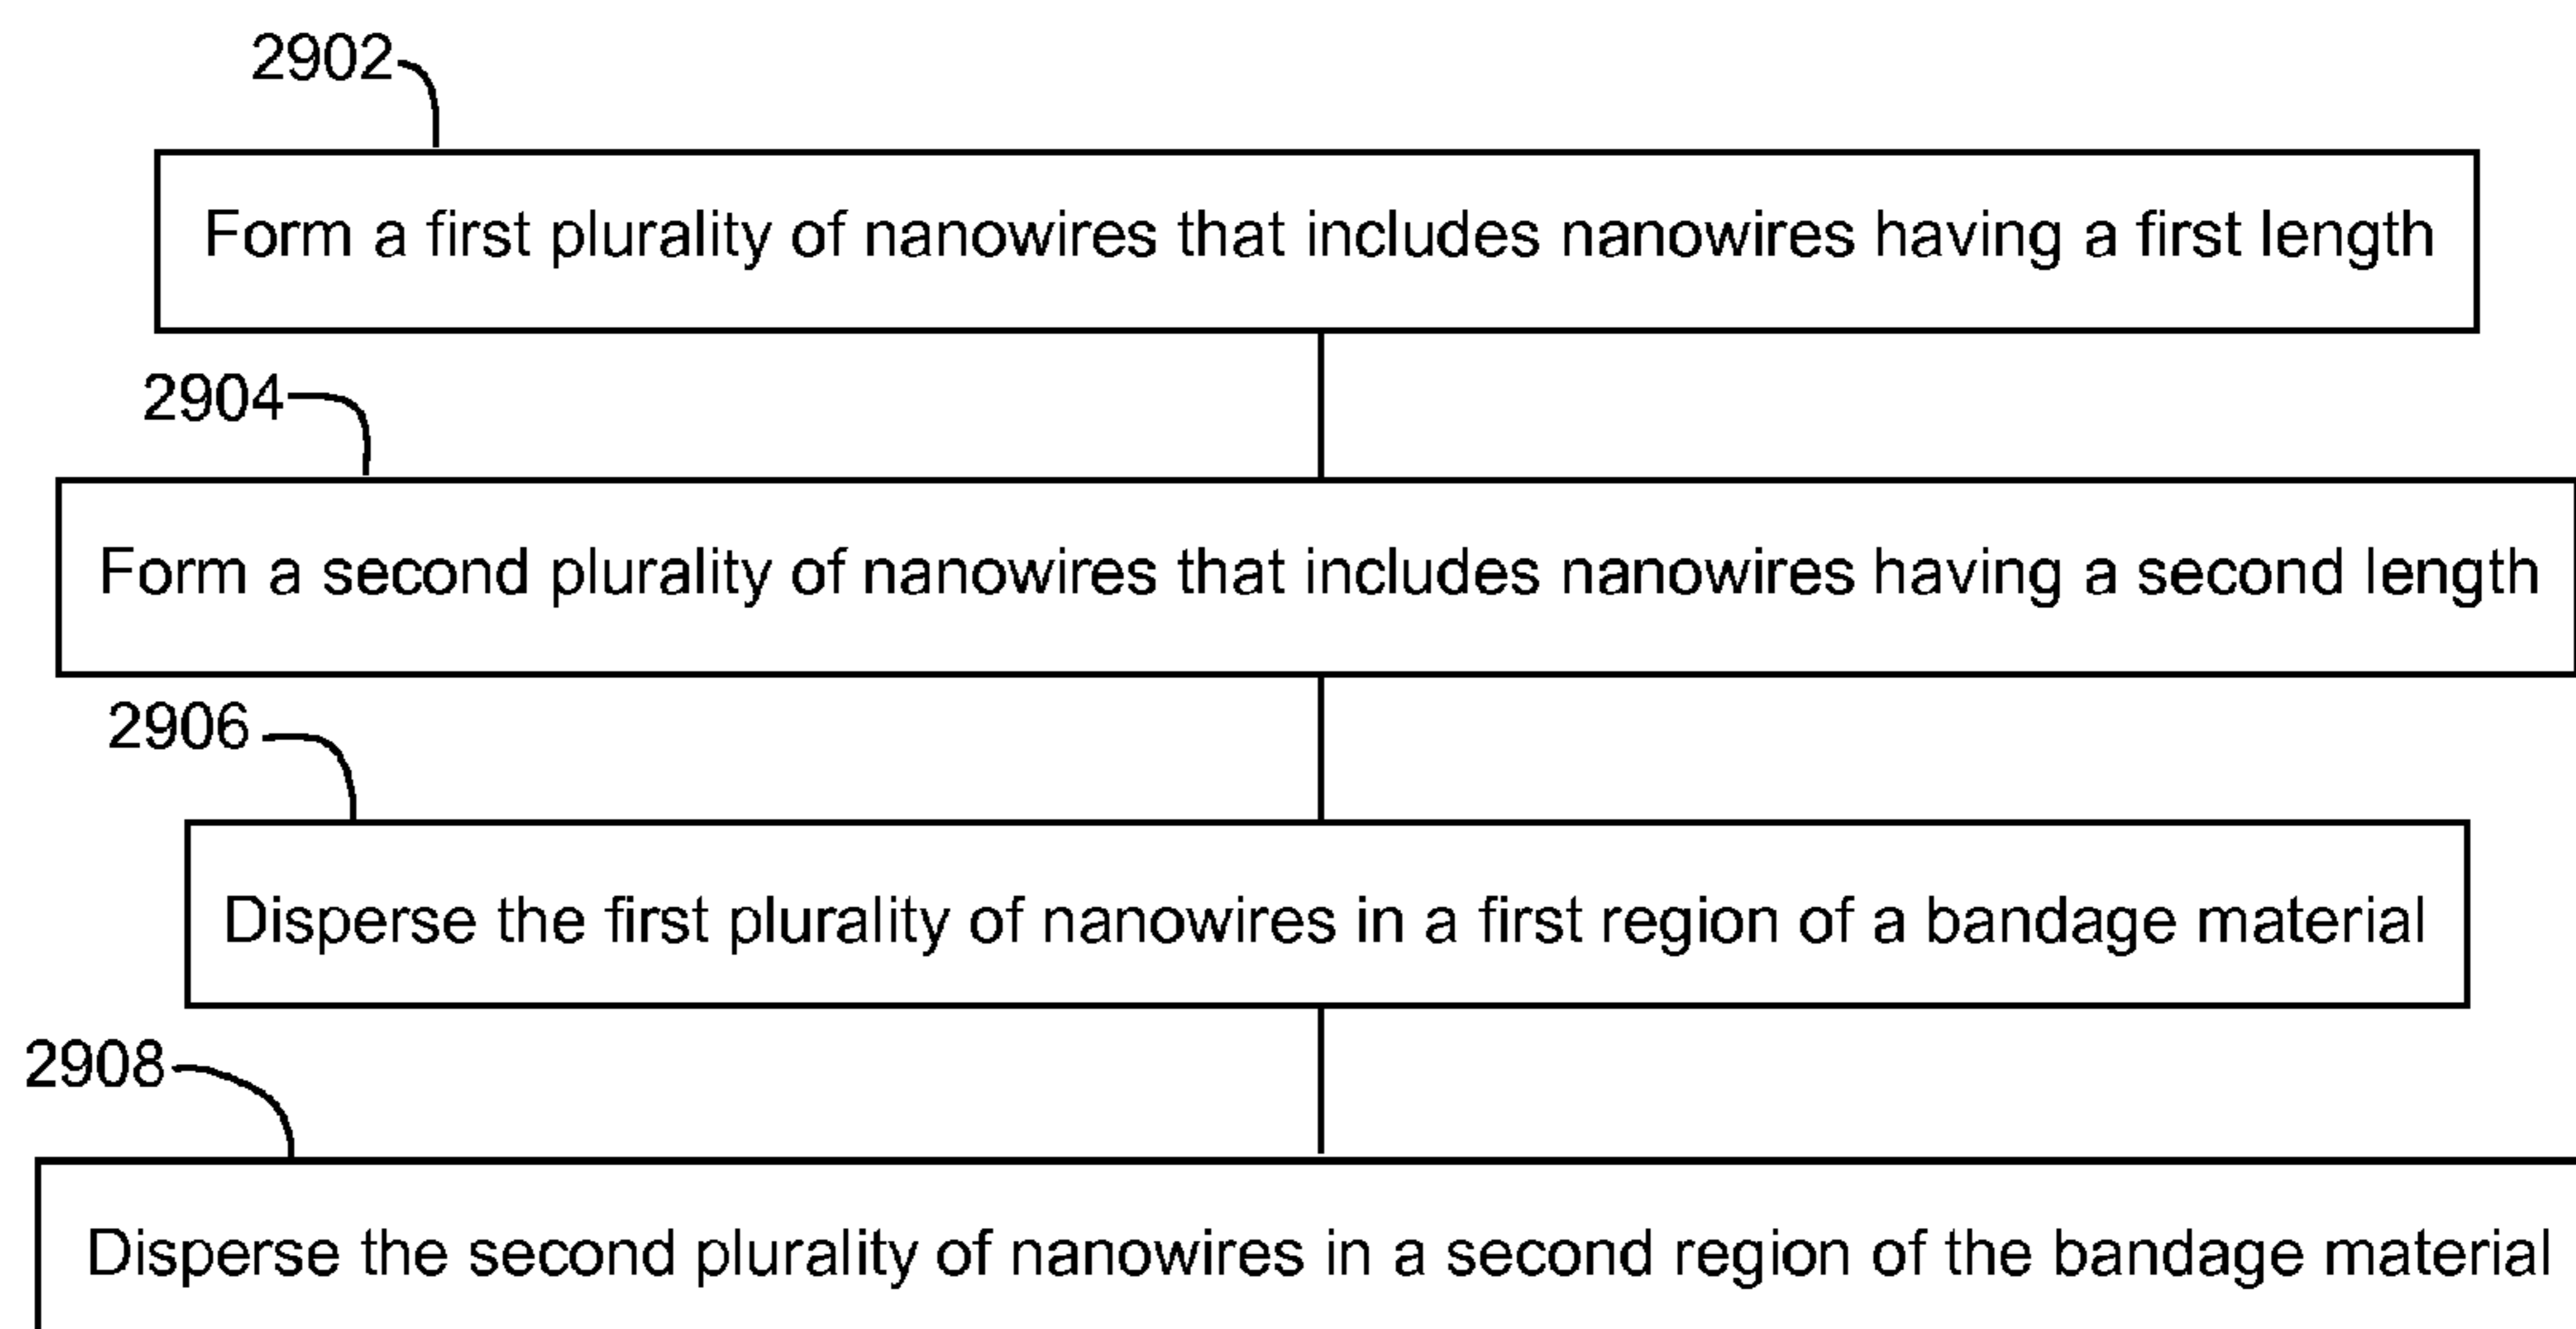 2902
Form a first plurality of nanowires that includes nanowires having a first length
2904
Form a second plurality of nanowires that includes nanowires having a second length
2906
Disperse the first plurality of nanowires in a first region of a bandage material
2908
Disperse the second plurality of nanowires in a second region of the bandage material